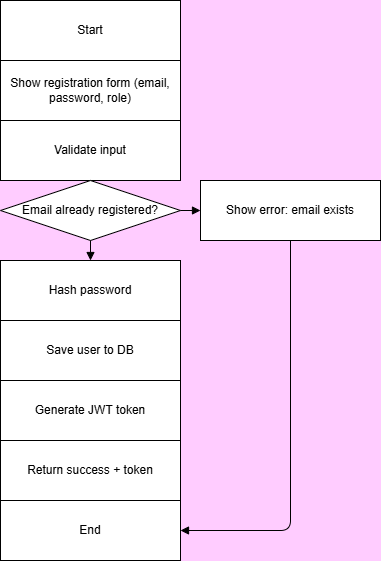 Start
Show registration form (email,
password, role)
Validate input
Email already registered?
Show error: email exists
Hash password
Save user to DB
Generate JWT token
Return success + token
End